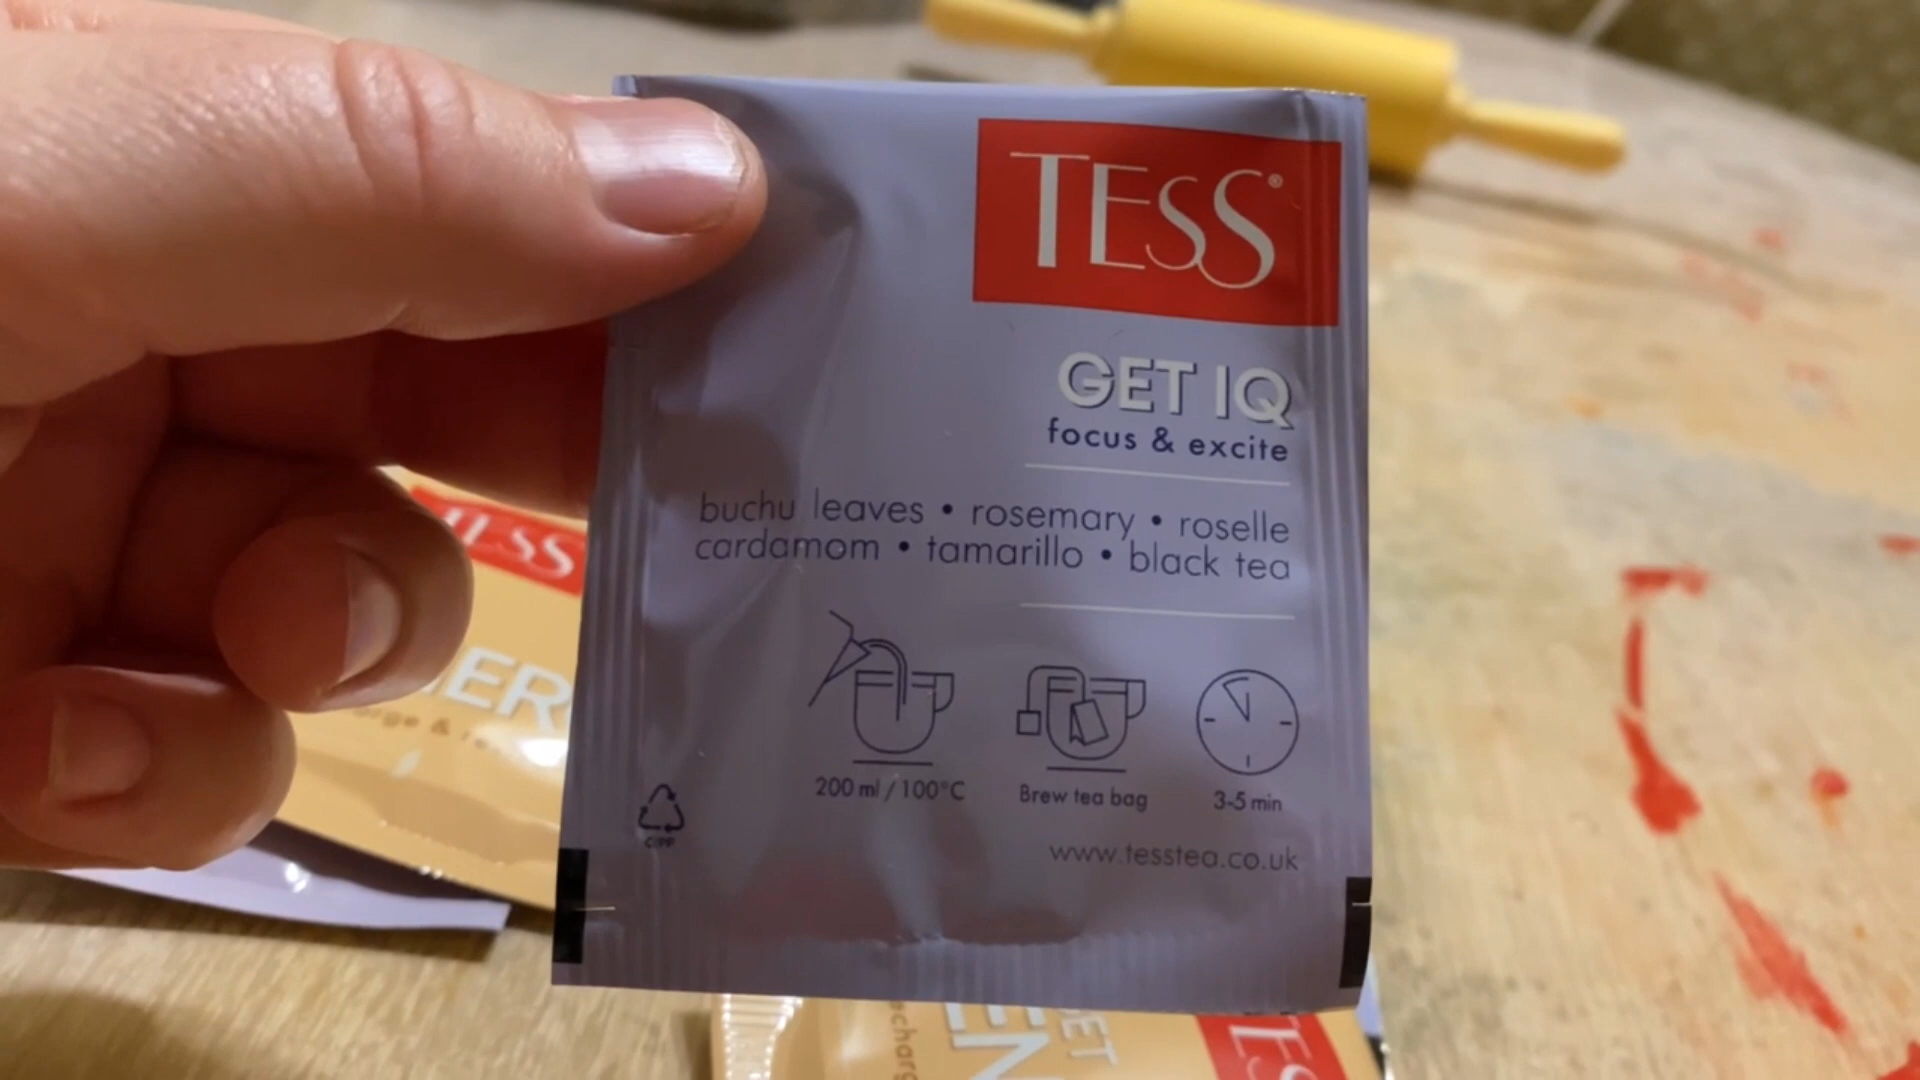 TESS®
GET IQ
focus & excite
buchu leaves • rosemary • roselle
cardamom • tamarillo • black tea
200 ml / 100°C
Brew tea bag
3-5 min
www.tesstea.co.uk
C/PP
TESS